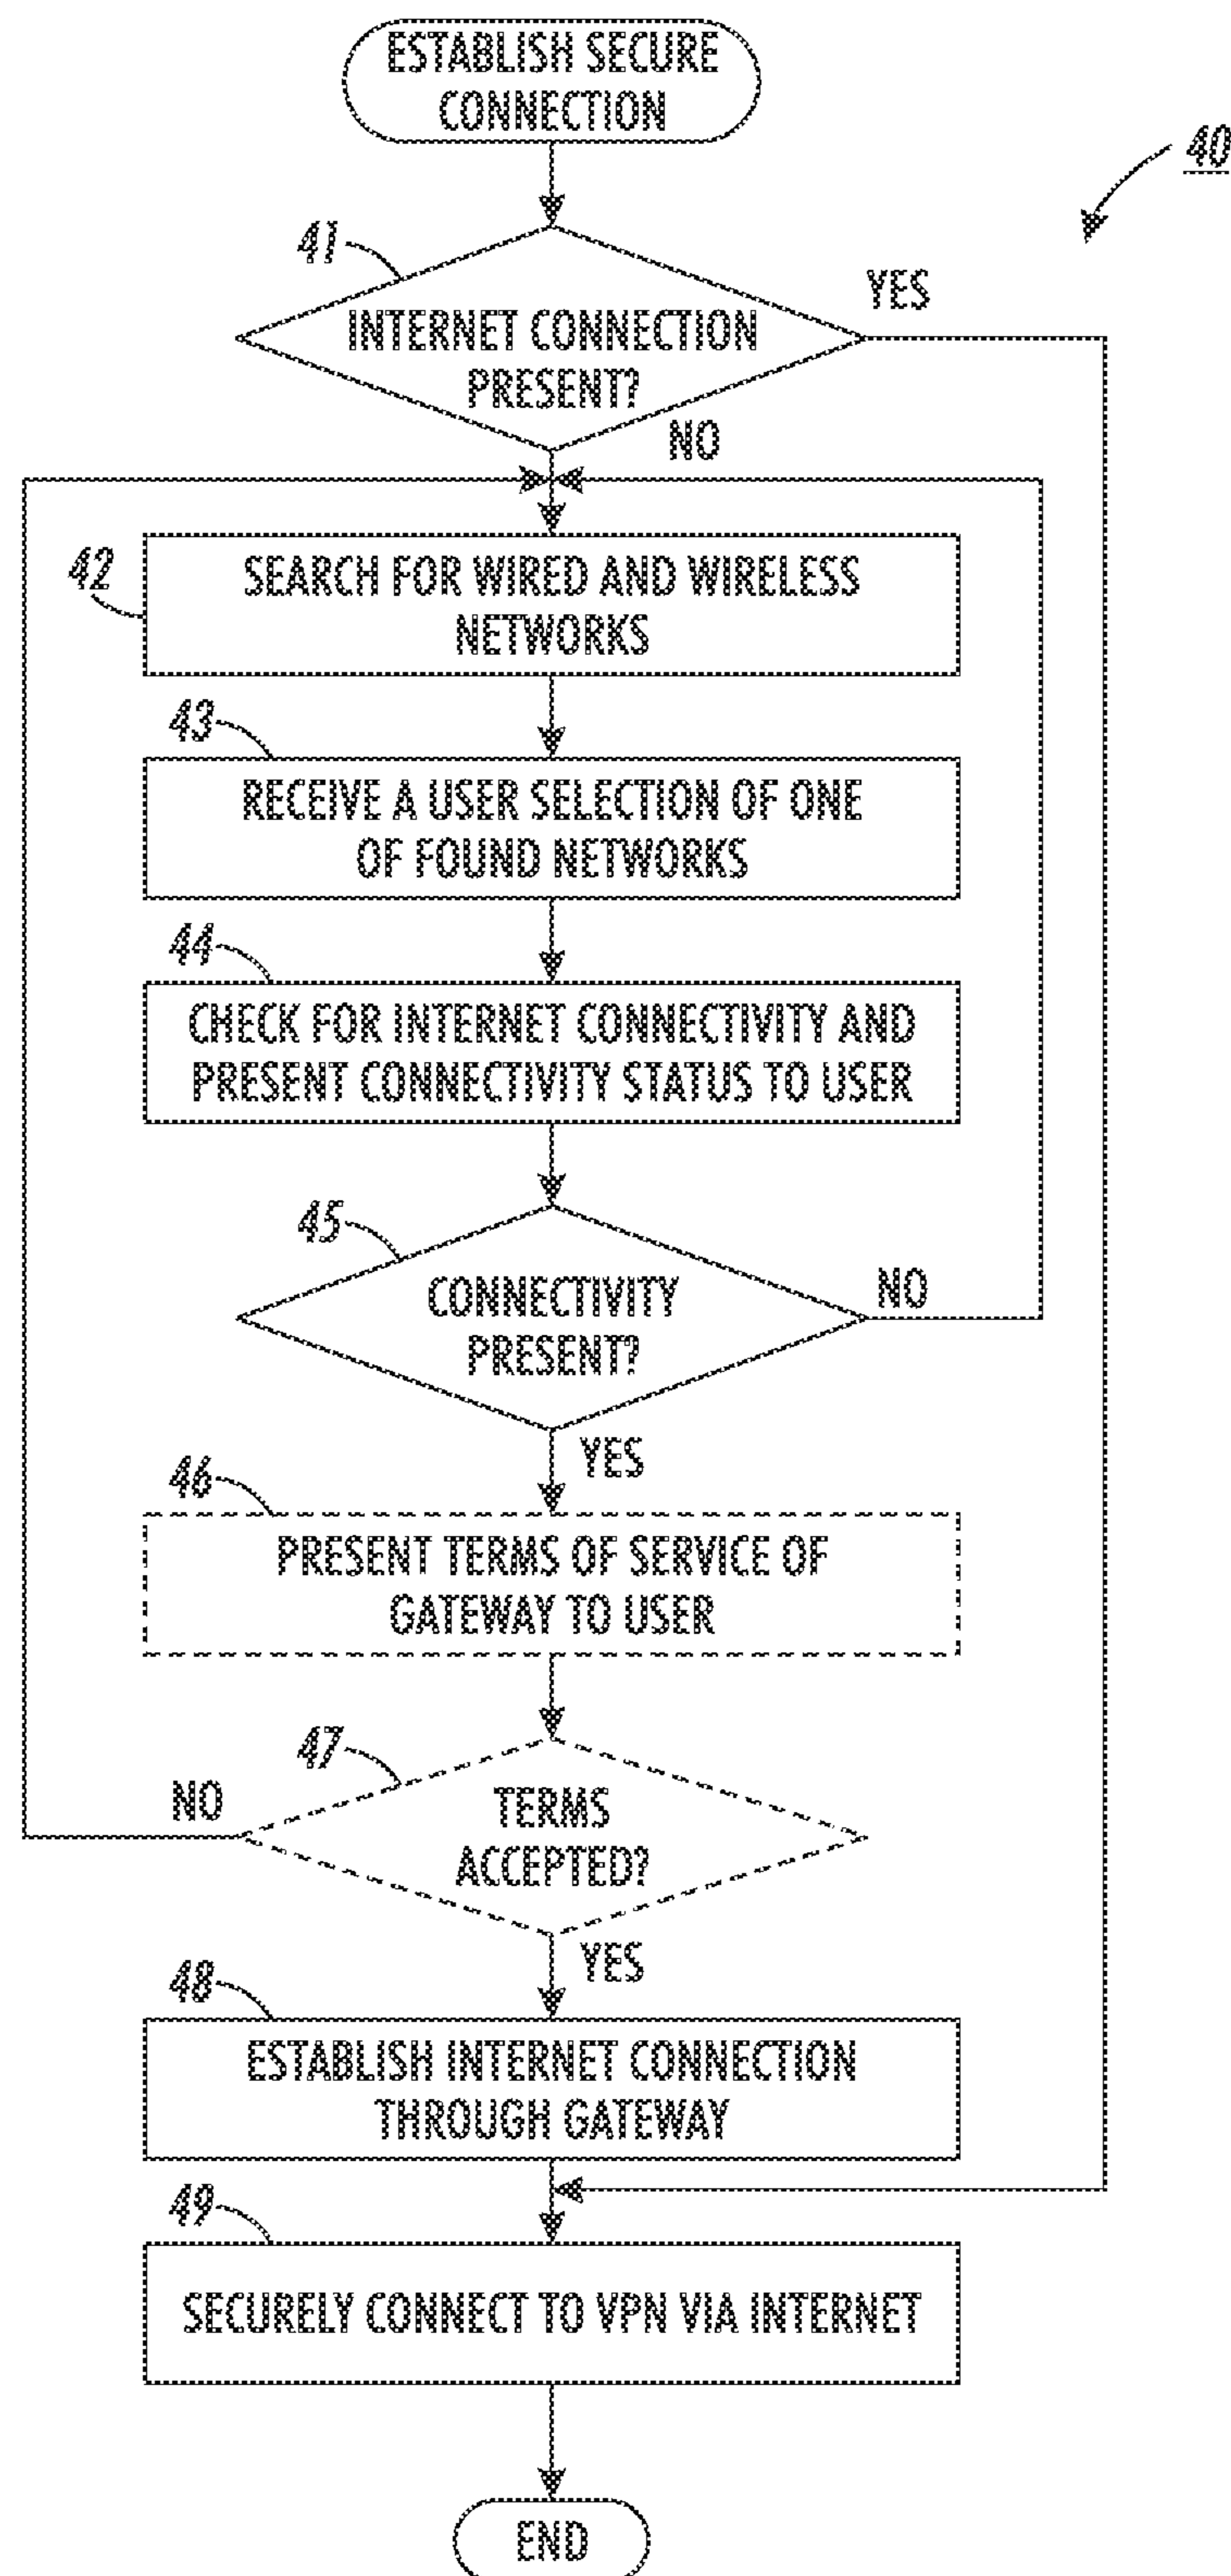 ESTABLISH SECURE
CONNECTION
40
41
INTERNET CONNECTION
PRESENT?
YES
NO
42
SEARCH FOR WIRED AND WIRELESS
NETWORKS
43
RECEIVE A USER SELECTION OF ONE
OF FOUND NETWORKS
44
CHECK FOR INTERNET CONNECTIVITY AND
PRESENT CONNECTIVITY STATUS TO USER
45
CONNECTIVITY
PRESENT?
NO
YES
46
PRESENT TERMS OF SERVICE OF
GATEWAY TO USER
47
NO
TERMS
ACCEPTED?
YES
48
ESTABLISH INTERNET CONNECTION
THROUGH GATEWAY
49
SECURELY CONNECT TO VPN VIA INTERNET
END